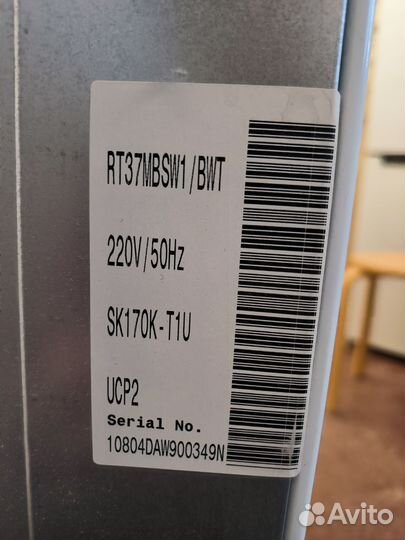 RT37MBSW1/BWT
220V/50Hz
SK170K-T1U
UCP2
Serial No.
10804DAW900349N
Avito